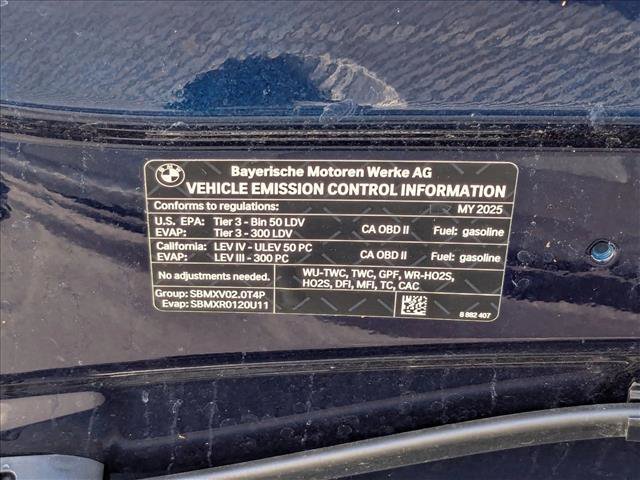 BMW
Bayerische Motoren Werke AG
VEHICLE EMISSION CONTROL INFORMATION
Conforms to regulations: MY 2025
U.S. EPA: Tier 3 - Bin 50 LDV CA OBD II Fuel: gasoline
EVAP: Tier 3 - 300 LDV
California: LEV IV - ULEV 50 PC CA OBD II Fuel: gasoline
EVAP: LEV III - 300 PC
No adjustments needed. WU-TWC, TWC, GPF, WR-HO2S,
HO2S, DFI, MFI, TC, CAC
Group: SBMXV02.0T4P
Evap: SBMXR0120U11
8 882 407